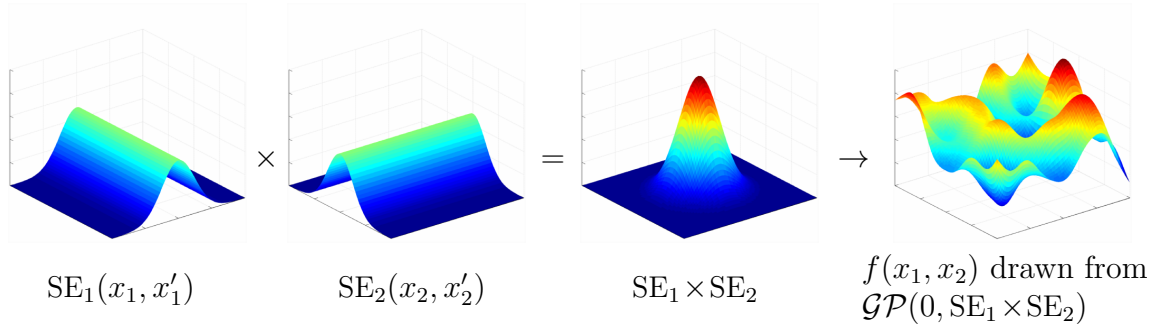 × = →
SE₁(x₁, x′₁) SE₂(x₂, x′₂) SE₁×SE₂ f(x₁, x₂) drawn from
𝒢𝒫(0, SE₁×SE₂)